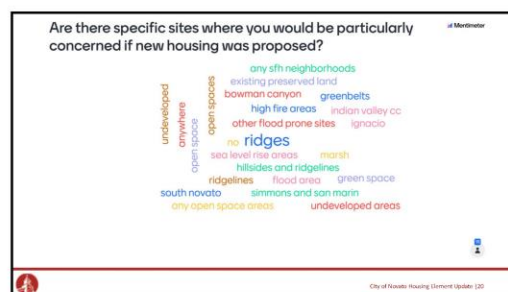 Are there specific sites where you would be particularly
concerned if new housing was proposed?
Mentimeter
any sfh neighborhoods
existing preserved land
bowman canyon
greenbelts
high fire areas
indian valley cc
other flood prone sites
ignacio
undeveloped
anywhere
open space
open spaces
no
ridges
sea level rise areas
marsh
hillsides and ridgelines
ridgelines
flood area
green space
south novato
simmons and san marin
any open space areas
undeveloped areas
City of Novato Housing Element Update |20